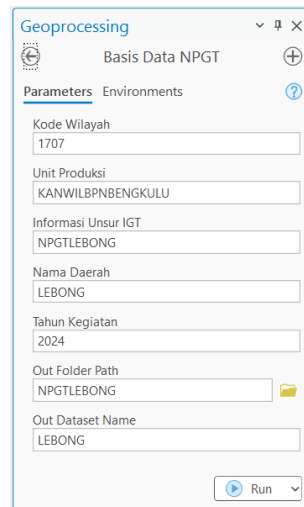 Geoprocessing
Basis Data NPGT
Parameters Environments
Kode Wilayah
1707
Unit Produksi
KANWILBPNBENGKULU
Informasi Unsur IGT
NPGTLEBONG
Nama Daerah
LEBONG
Tahun Kegiatan
2024
Out Folder Path
NPGTLEBONG
Out Dataset Name
LEBONG
Run